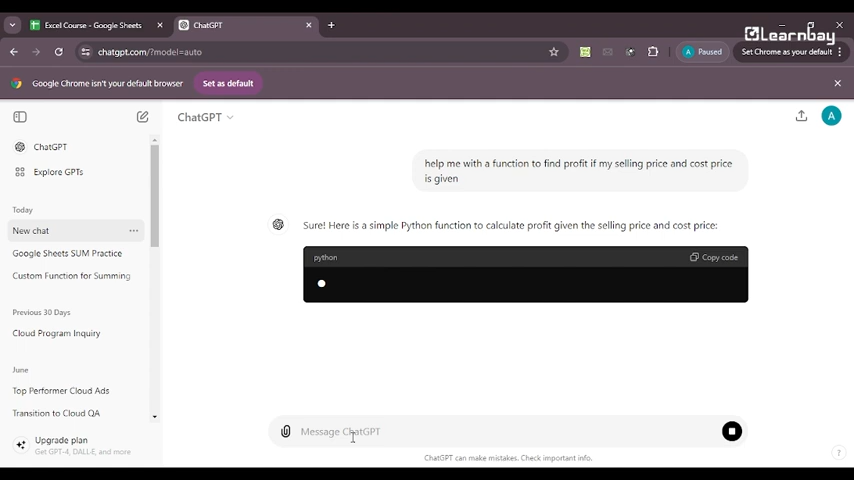 Excel Course - Google Sheets
ChatGPT
Learnbay
chatgpt.com/?model=auto
A Paused
Set Chrome as your default
Google Chrome isn't your default browser
Set as default
ChatGPT
A
ChatGPT
Explore GPTs
Today
New chat
Google Sheets SUM Practice
Custom Function for Summing
Previous 30 Days
Cloud Program Inquiry
June
Top Performer Cloud Ads
Transition to Cloud QA
Upgrade plan
Get GPT-4, DALL·E, and more
help me with a function to find profit if my selling price and cost price
is given
Sure! Here is a simple Python function to calculate profit given the selling price and cost price:
python
Copy code
Message ChatGPT
ChatGPT can make mistakes. Check important info.
?